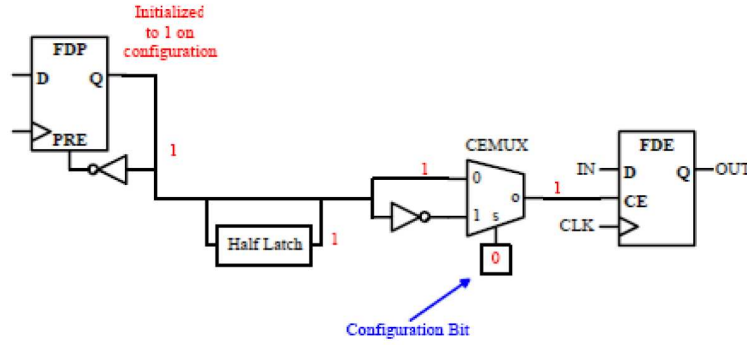 Initialized
to 1 on
configuration
FDP
D Q
PRE
1
CEMUX
1
0
1 s o
1
0
Half Latch
1
FDE
IN D Q OUT
CE
CLK
Configuration Bit